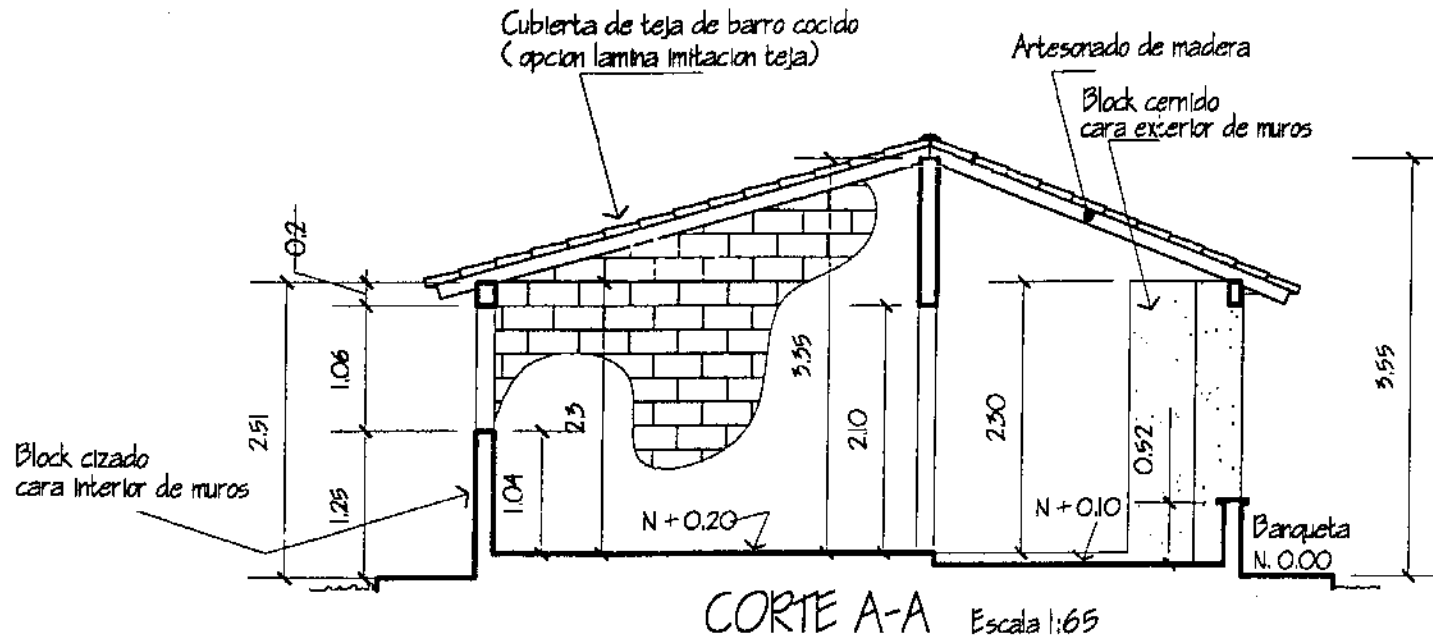 Cubierta de teja de barro cocido
( opcion lamina imitacion teja)
Artesonado de madera
Block cernido
cara exterior de muros
0.2
1.06
2.51
1.25
Block cizado
cara interior de muros
1.04
2.3
3.35
2.10
2.30
0.52
3.55
N + 0.20
N + 0.10
Banqueta
N. 0.00
CORTE A-A Escala 1:65